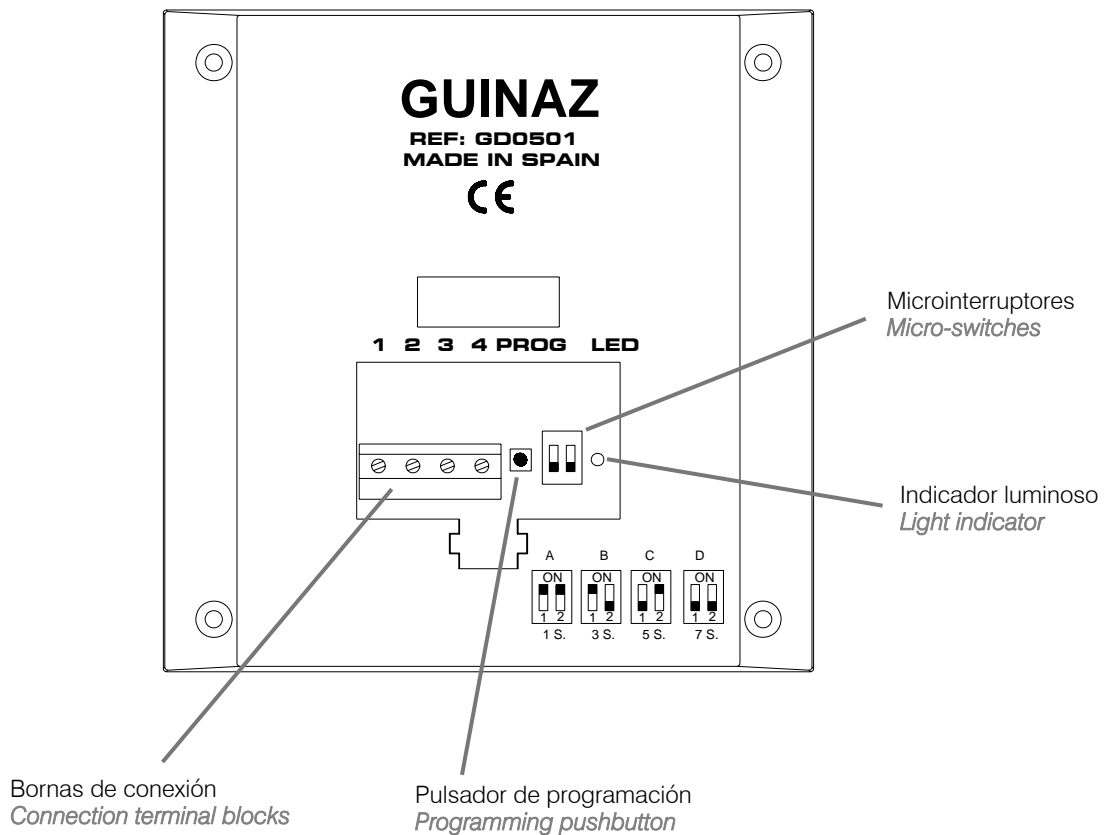 GUINAZ
REF: GD0501
MADE IN SPAIN
CE
1 2 3 4 PROG LED
Microinterruptores
Micro-switches
Indicador luminoso
Light indicator
A B C D
ON ON ON ON
1 2 1 2 1 2 1 2
1 S. 3 S. 5 S. 7 S.
Bornas de conexión
Connection terminal blocks
Pulsador de programación
Programming pushbutton